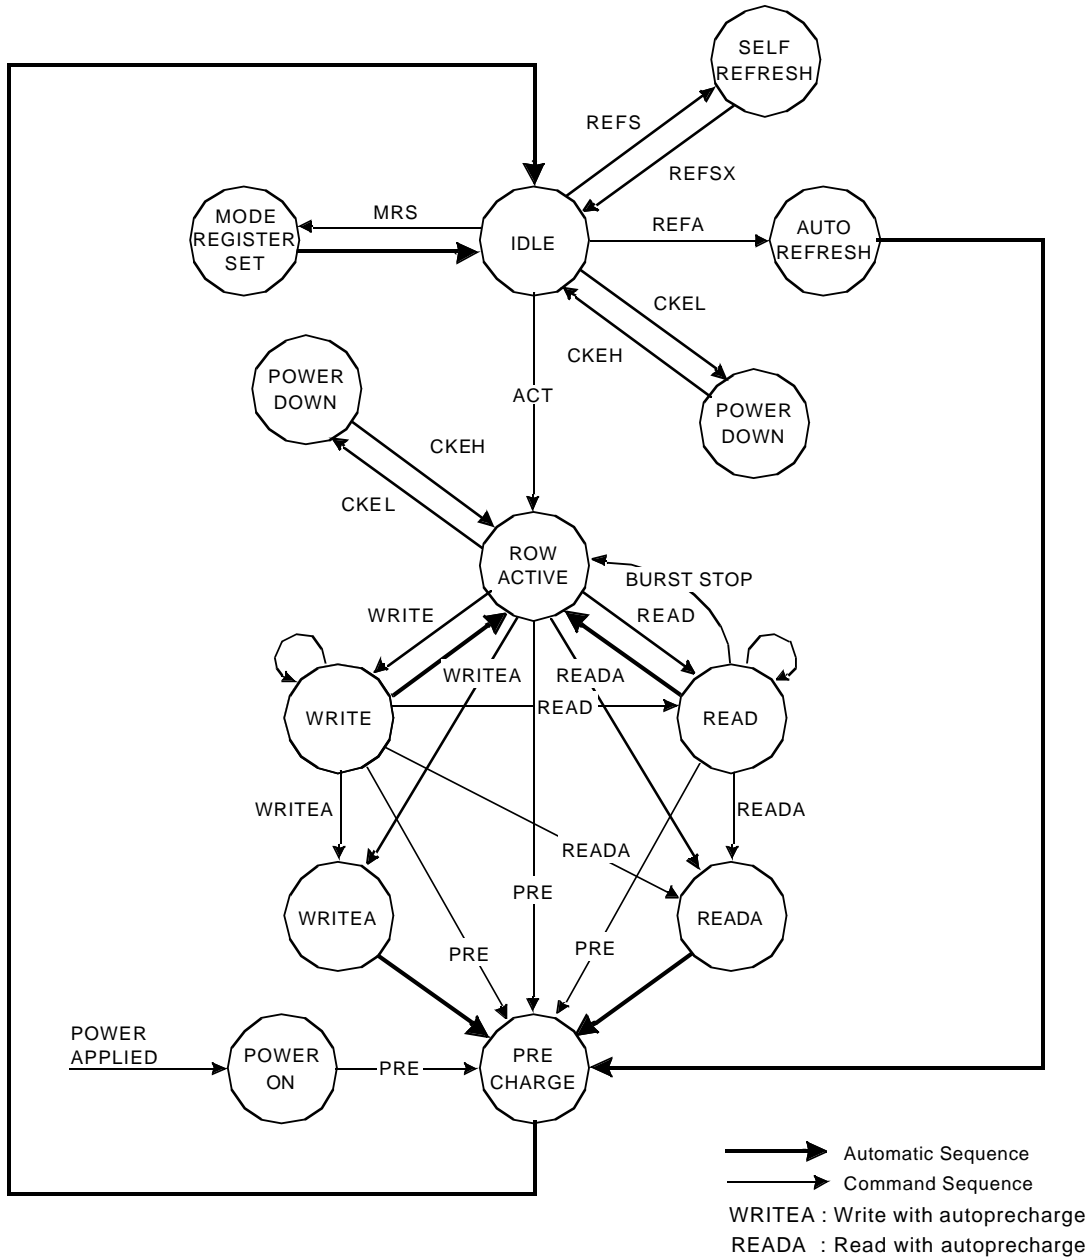 SELF
REFRESH
REFS
REFSX
MODE
REGISTER
SET
MRS
IDLE
REFA
AUTO
REFRESH
CKEL
CKEH
POWER
DOWN
ACT
POWER
DOWN
CKEH
CKEL
ROW
ACTIVE
BURST STOP
WRITE
READ
WRITEA
READA
WRITE
READ
READ
WRITEA
READA
READA
WRITEA
PRE
READA
PRE
PRE
POWER
APPLIED
POWER
ON
PRE
PRE
CHARGE
Automatic Sequence
Command Sequence
WRITEA : Write with autoprecharge
READA : Read with autoprecharge